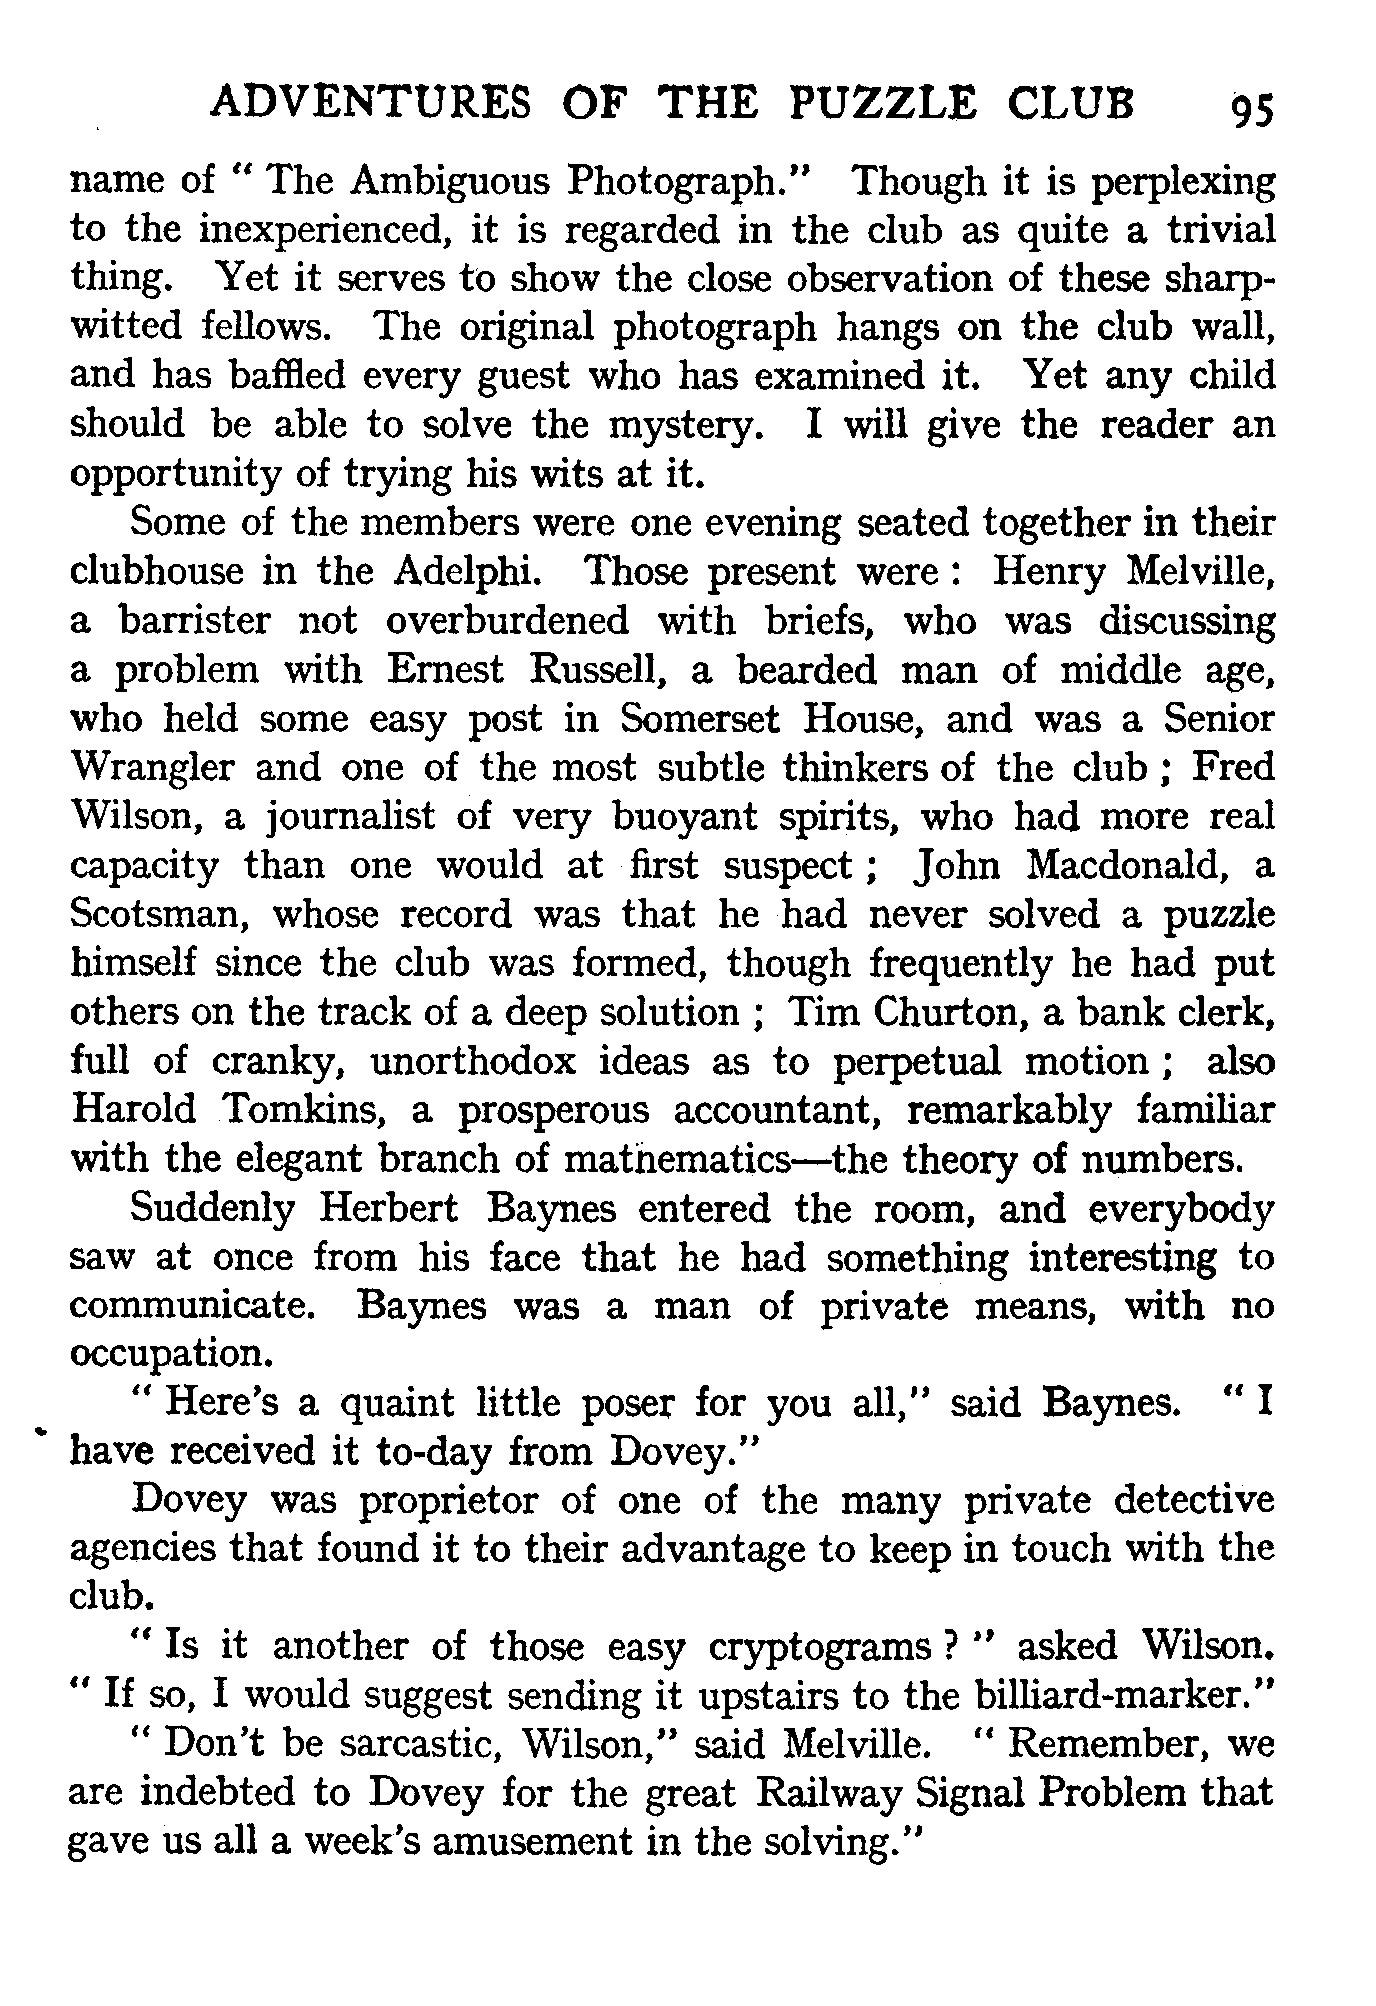 ADVENTURES OF THE PUZZLE CLUB 95
name of " The Ambiguous Photograph." Though it is perplexing
to the inexperienced, it is regarded in the club as quite a trivial
thing. Yet it serves to show the close observation of these sharp-
witted fellows. The original photograph hangs on the club wall,
and has baffled every guest who has examined it. Yet any child
should be able to solve the mystery. I will give the reader an
opportunity of trying his wits at it.
Some of the members were one evening seated together in their
clubhouse in the Adelphi. Those present were : Henry Melville,
a barrister not overburdened with briefs, who was discussing
a problem with Ernest Russell, a bearded man of middle age,
who held some easy post in Somerset House, and was a Senior
Wrangler and one of the most subtle thinkers of the club ; Fred
Wilson, a journalist of very buoyant spirits, who had more real
capacity than one would at first suspect ; John Macdonald, a
Scotsman, whose record was that he had never solved a puzzle
himself since the club was formed, though frequently he had put
others on the track of a deep solution ; Tim Churton, a bank clerk,
full of cranky, unorthodox ideas as to perpetual motion ; also
Harold Tomkins, a prosperous accountant, remarkably familiar
with the elegant branch of mathematics—the theory of numbers.
Suddenly Herbert Baynes entered the room, and everybody
saw at once from his face that he had something interesting to
communicate. Baynes was a man of private means, with no
occupation.
" Here's a quaint little poser for you all," said Baynes. " I
have received it to-day from Dovey."
Dovey was proprietor of one of the many private detective
agencies that found it to their advantage to keep in touch with the
club.
" Is it another of those easy cryptograms ? " asked Wilson.
" If so, I would suggest sending it upstairs to the billiard-marker."
" Don't be sarcastic, Wilson," said Melville. " Remember, we
are indebted to Dovey for the great Railway Signal Problem that
gave us all a week's amusement in the solving."